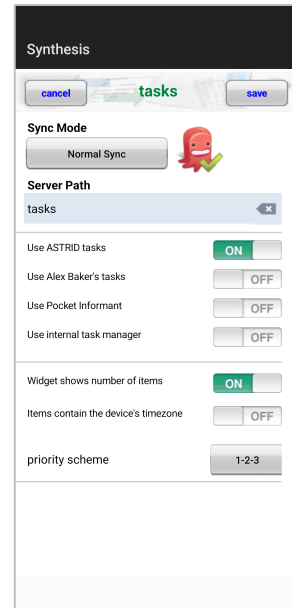 Synthesis
cancel tasks save
Sync Mode
Normal Sync
Server Path
tasks
Use ASTRID tasks ON
Use Alex Baker's tasks OFF
Use Pocket Informant OFF
Use internal task manager OFF
Widget shows number of items ON
Items contain the device's timezone OFF
priority scheme 1-2-3